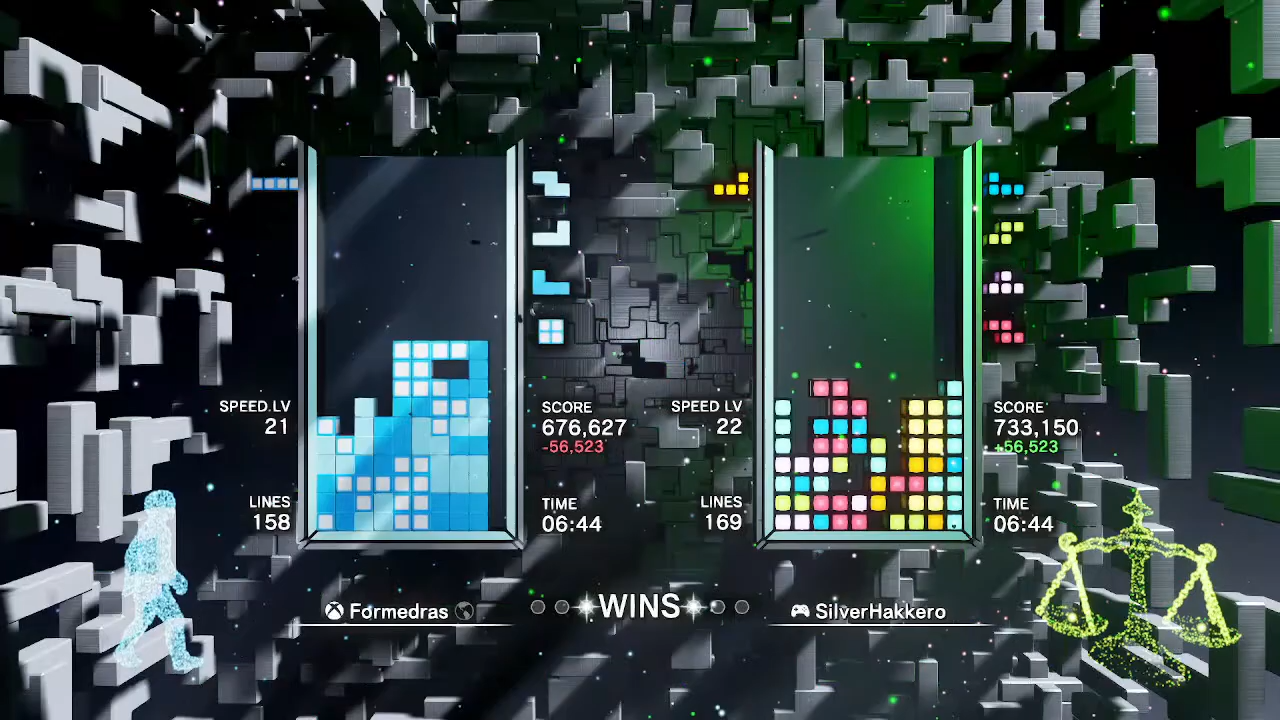 SPEED.LV
21
LINES
158
SCORE
676,627
-56,523
TIME
06:44
SPEED LV
22
LINES
169
SCORE
733,150
+56,523
TIME
06:44
Formedras
WINS
SilverHakkero